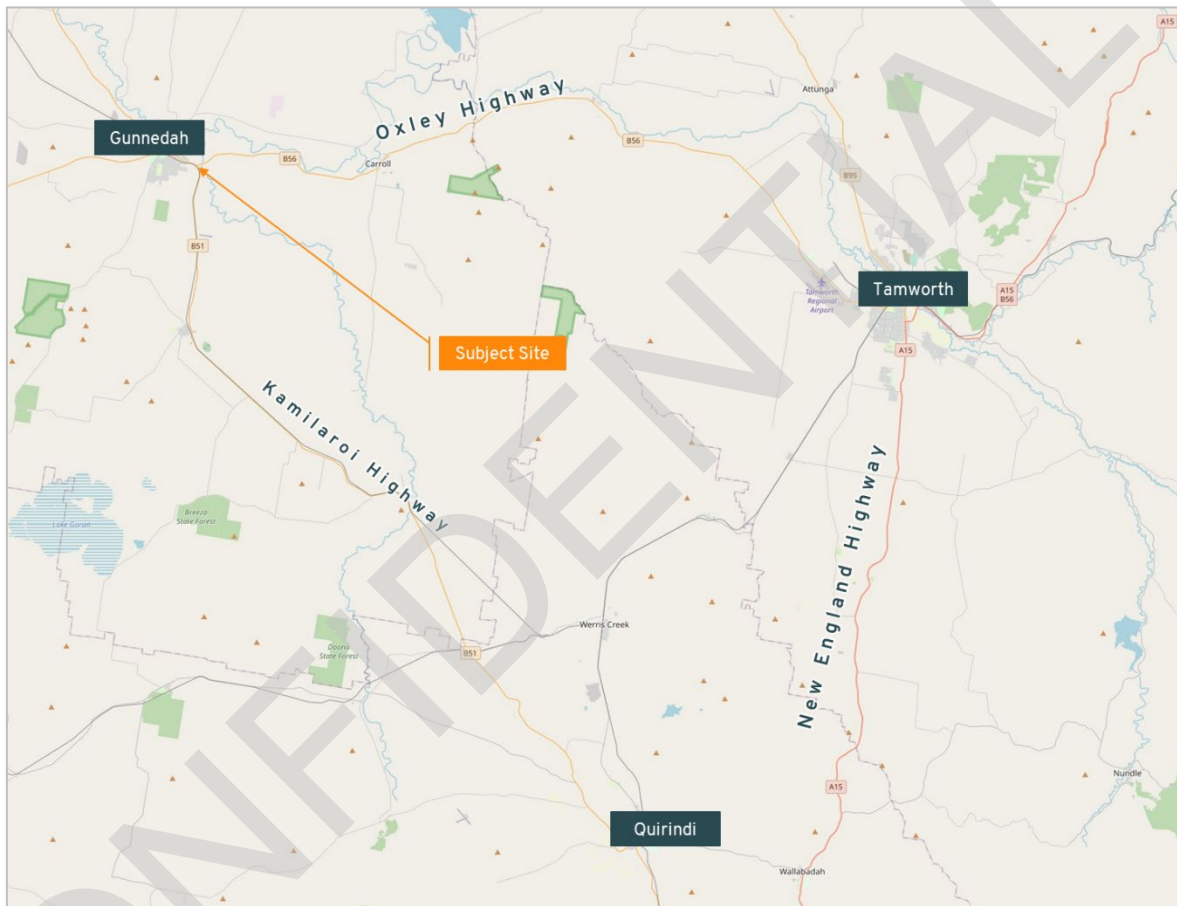 A15
Attunga
Oxley Highway
Gunnedah
B56
Carroll
B56
B95
B51
Tamworth
Regional
Airport
Tamworth
A15
B56
Subject Site
A15
Kamilaroi Highway
New England Highway
Lake Goran
Breeza
State Forest
Werris Creek
Doona
State Forest
B51
A15
Nundle
Quirindi
Wallabadah
CONFIDENTIAL